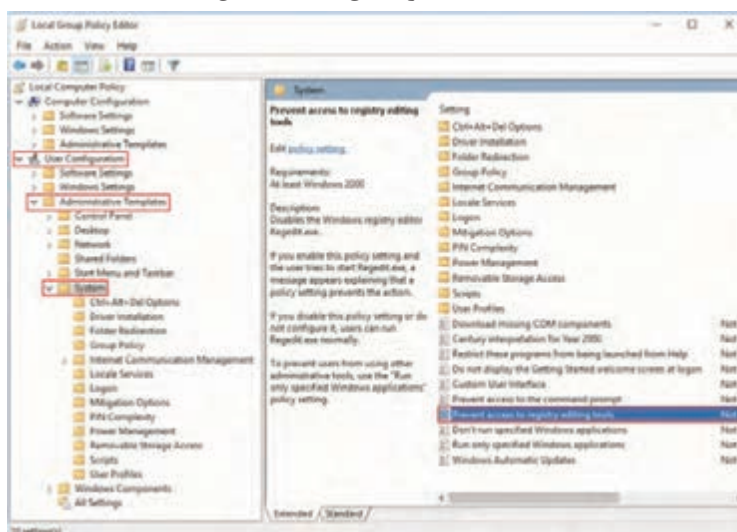 Local Group Policy Editor
File Action View Help
Local Computer Policy
Computer Configuration
Software Settings
Windows Settings
Administrative Templates
User Configuration
Software Settings
Windows Settings
Administrative Templates
Control Panel
Desktop
Network
Shared Folders
Start Menu and Taskbar
System
Ctrl+Alt+Del Options
Driver Installation
Folder Redirection
Group Policy
Internet Communication Management
Locale Services
Logon
Mitigation Options
PIN Complexity
Power Management
Removable Storage Access
Scripts
User Profiles
Windows Components
All Settings
System
Prevent access to registry editing
tools
Edit policy setting
Requirements:
At least Windows 2000
Description:
Disables the Windows registry editor
Regedit.exe.
If you enable this policy setting and
the user tries to start Regedit.exe, a
message appears explaining that a
policy setting prevents the action.
If you disable this policy setting or do
not configure it, users can run
Regedit.exe normally.
To prevent users from using other
administrative tools, use the "Run
only specified Windows applications"
policy setting.
Setting
Ctrl+Alt+Del Options
Driver Installation
Folder Redirection
Group Policy
Internet Communication Management
Locale Services
Logon
Mitigation Options
PIN Complexity
Power Management
Removable Storage Access
Scripts
User Profiles
Download missing COM components Not
Century interpretation for Year 2000 Not
Restrict these programs from being launched from Help Not
Do not display the Getting Started welcome screen at logon Not
Custom User Interface Not
Prevent access to the command prompt Not
Prevent access to registry editing tools Not
Don't run specified Windows applications Not
Run only specified Windows applications Not
Windows Automatic Updates Not
Extended Standard